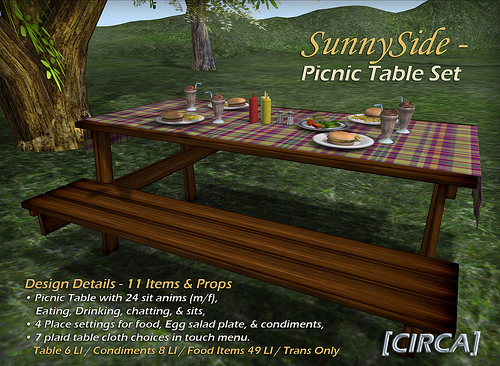 SunnySide -
Picnic Table Set
Design Details - 11 Items & Props
• Picnic Table with 24 sit anims (m/f),
Eating, Drinking, chatting, & sits,
• 4 Place settings for food, Egg salad plate, & condiments,
• 7 plaid table cloth choices in touch menu.
Table 6 LI / Condiments 8 LI / Food Items 49 LI / Trans Only
[CIRCA]